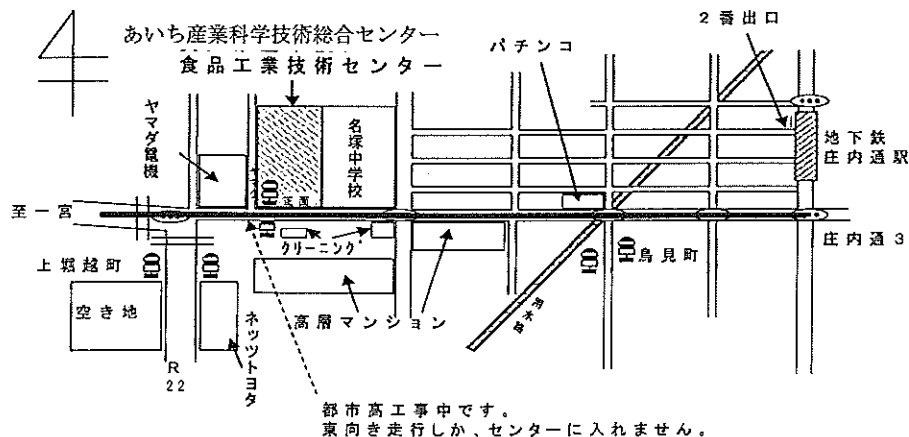 ２番出口
あいち産業科学技術総合センター
食品工業技術センター
パチンコ
ヤマダ電機
名塚中学校
地下鉄
庄内通駅
正面
至一宮
クリーニング
庄内通３
上堀越町
鳥見町
空き地
高層マンション
用水路
ネッツトヨタ
R
22
都市高工事中です。
東向き走行しか、センターに入れません。